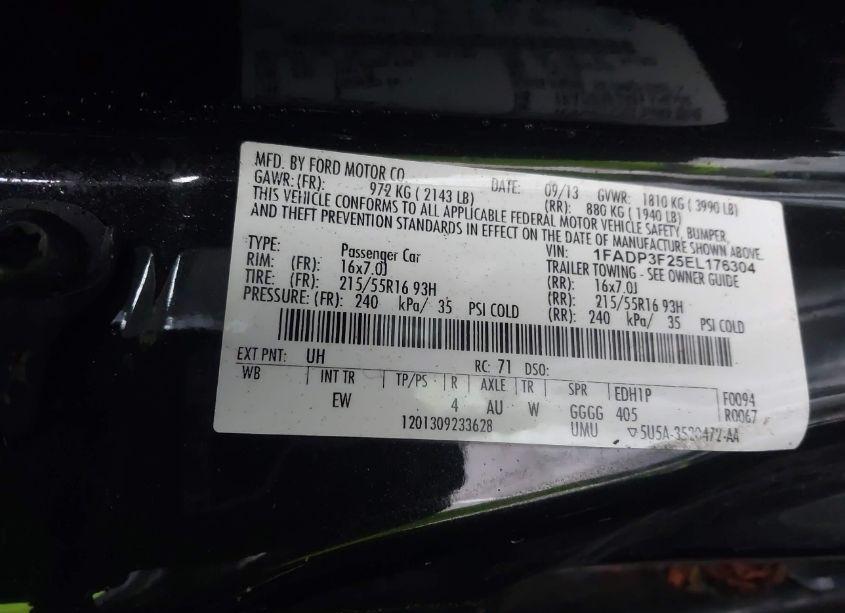 MFD. BY FORD MOTOR CO. DATE: 09/13 GVWR: 1810 KG ( 3990 LB)
GAWR: (FR): 972 KG ( 2143 LB) (RR): 880 KG ( 1940 LB)
THIS VEHICLE CONFORMS TO ALL APPLICABLE FEDERAL MOTOR VEHICLE SAFETY, BUMPER,
AND THEFT PREVENTION STANDARDS IN EFFECT ON THE DATE OF MANUFACTURE SHOWN ABOVE.
VIN: 1FADP3F25EL176304
TYPE: Passenger Car TRAILER TOWING - SEE OWNER GUIDE
RIM: (FR): 16x7.0J (RR): 16x7.0J
TIRE: (FR): 215/55R16 93H (RR): 215/55R16 93H
PRESSURE: (FR): 240 kPa/ 35 PSI COLD (RR): 240 kPa/ 35 PSI COLD
EXT PNT: UH RC: 71 DSO:
WB INT TR TP/PS R AXLE TR SPR EDH1P F0094
EW 4 AU W GGGG 405 R0067
1201309233628 UMU ▽5U5A-3520472-AA